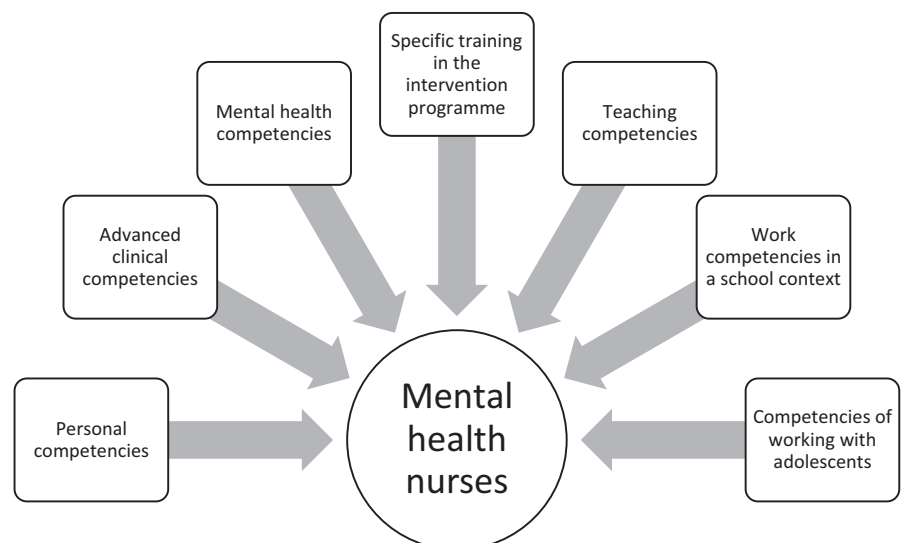 Specific training
in the
intervention
programme
Mental health
competencies
Teaching
competencies
Advanced
clinical
competencies
Work
competencies in
a school context
Personal
competencies
Mental
health
nurses
Competencies of
working with
adolescents